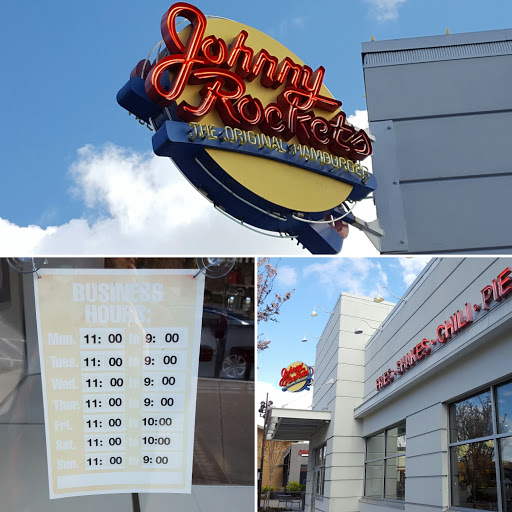 Johnny
Rockets
THE ORIGINAL HAMBURGER
BUSINESS
HOURS
Mon. 11: 00 to 9: 00
Tues. 11: 00 to 9: 00
Wed. 11: 00 to 9: 00
Thur. 11: 00 to 9: 00
Fri. 11: 00 to 10: 00
Sat. 11: 00 to 10:00
Sun. 11: 00 to 9: 00
Johnny
Rockets
FRIES • SHAKES • CHILI • PIE